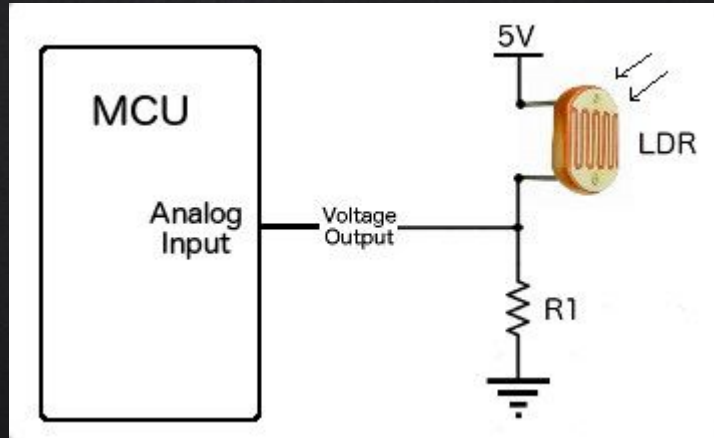 MCU
Analog
Input
Voltage
Output
5V
LDR
R1